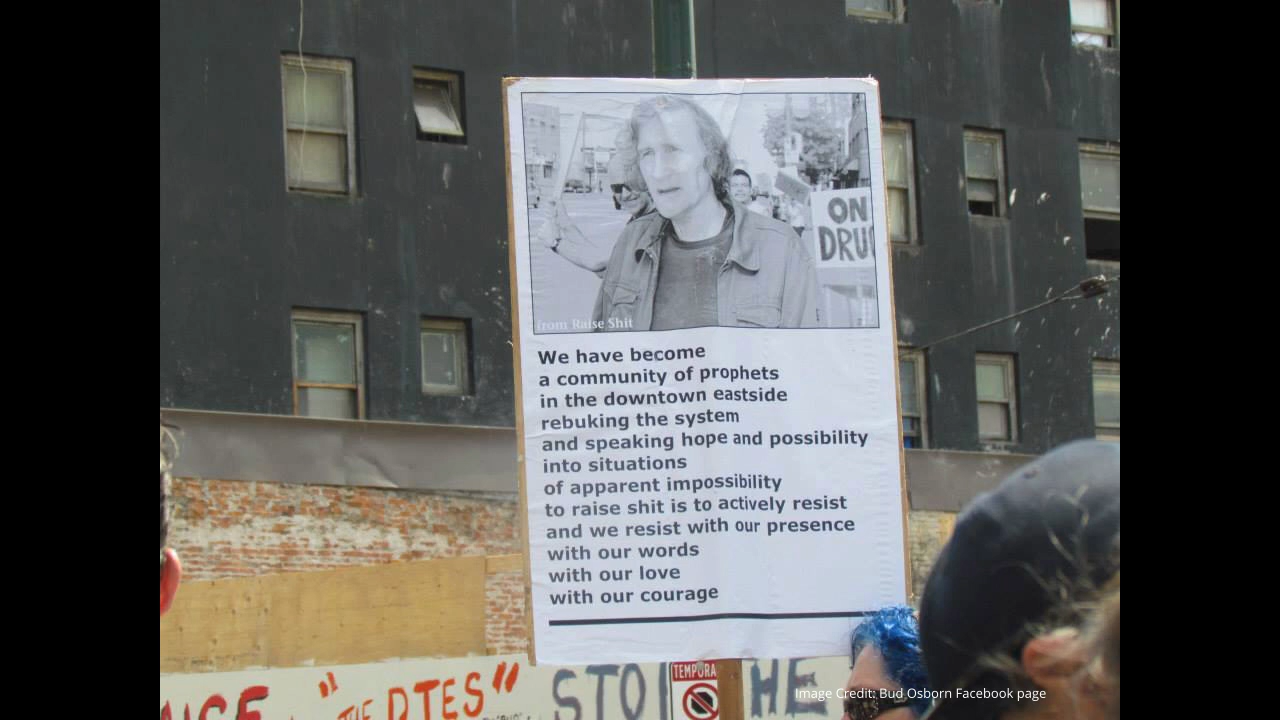 ON
DRU
from Raise Shit
We have become
a community of prophets
in the downtown eastside
rebuking the system
and speaking hope and possibility
into situations
of apparent impossibility
to raise shit is to actively resist
and we resist with our presence
with our words
with our love
with our courage
"THE DTES"
STO
TEMPORA
HE
Image Credit: Bud Osborn Facebook page